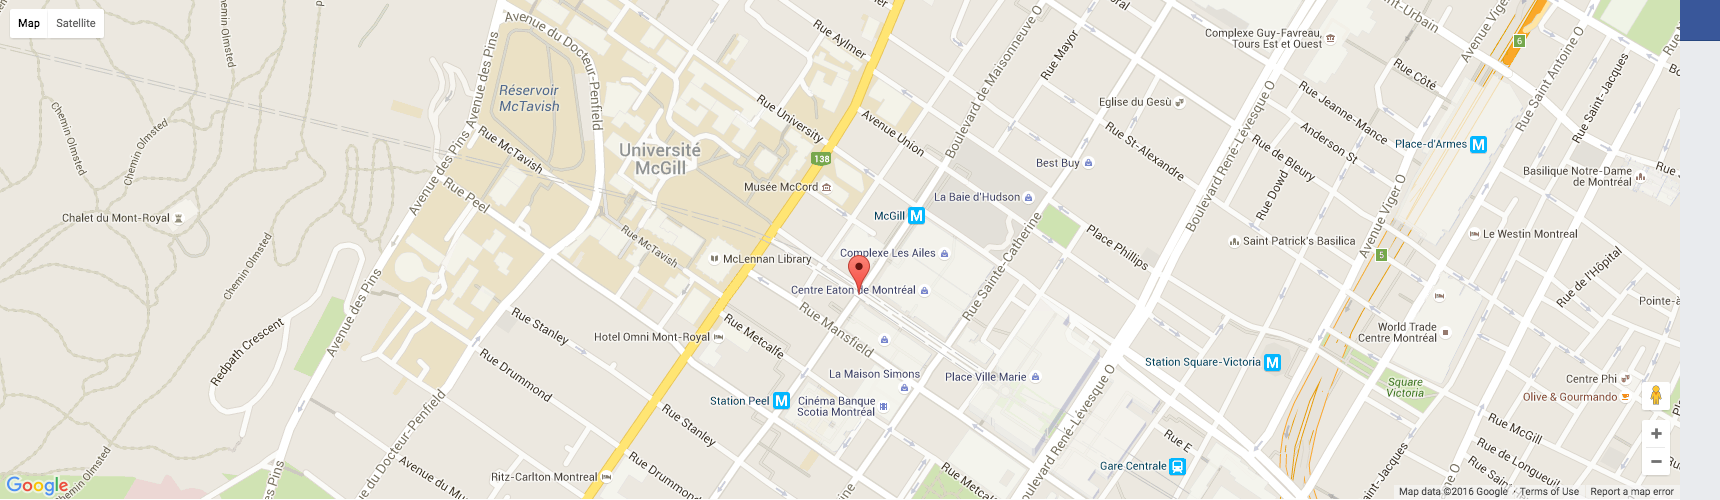 Map
Satellite
Chemin Olmsted
Chemin Olmsted
Chemin Olmsted
Chemin Olmsted
Chemin Olmsted
Chalet du Mont-Royal
Redpath Crescent
Avenue des Pins
Avenue des Pins
Avenue des Pins
Avenue des Pins
Avenue du Docteur-Penfield
Réservoir
McTavish
Rue McTavish
Rue Peel
Université
McGill
Rue McTavish
Rue Aylmer
Rue University
Avenue Union
138
Musée McCord
McLennan Library
McGill
M
La Baie d'Hudson
Complexe Les Ailes
Centre Eaton de Montréal
Rue Mansfield
Rue Metcalfe
Hotel Omni Mont-Royal
Rue Stanley
Rue Drummond
Avenue du Docteur-Penfield
Station Peel
M
La Maison Simons
Cinéma Banque
Scotia Montréal
Place Ville Marie
Rue Stanley
Rue Drummond
Ritz-Carlton Montreal
Rue Metcalfe
Boulevard de Maisonneuve O
Rue Mayor
Eglise du Gesù
Best Buy
Rue St-Alexandre
Rue Sainte-Catherine
Place Phillips
Boulevard René-Lévesque O
Boulevard René-Lévesque O
Complexe Guy-Favreau,
Tours Est et Ouest
Rue Côté
Rue Jeanne-Mance
Anderson St
Rue de Bleury
Rue Dowd
Saint Patrick's Basilica
Avenue Viger O
Avenue Viger O
6
5
Place-d'Armes
M
Rue Saint Antoine O
Rue Saint-Jacques
Basilique Notre-Dame
de Montréal
Le Westin Montreal
Rue de l'Hôpital
Pointe-à
World Trade
Centre Montréal
Station Square-Victoria
M
Square
Victoria
Centre Phi
Olive & Gourmando
Rue McGill
Rue de Longueuil
Gare Centrale
Rue E
Google
Map data ©2016 Google
Terms of Use
Report a map error